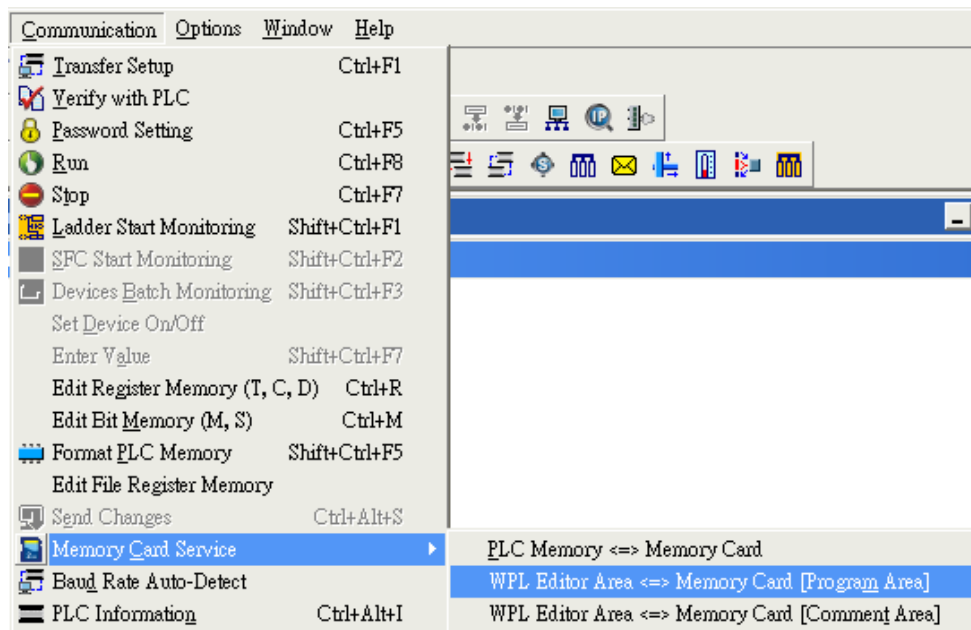 Communication Options Window Help
Transfer Setup Ctrl+F1
Verify with PLC
Password Setting Ctrl+F5
Run Ctrl+F8
Stop Ctrl+F7
Ladder Start Monitoring Shift+Ctrl+F1
SFC Start Monitoring Shift+Ctrl+F2
Devices Batch Monitoring Shift+Ctrl+F3
Set Device On/Off
Enter Value Shift+Ctrl+F7
Edit Register Memory (T, C, D) Ctrl+R
Edit Bit Memory (M, S) Ctrl+M
Format PLC Memory Shift+Ctrl+F5
Edit File Register Memory
Send Changes Ctrl+Alt+S
Memory Card Service
Baud Rate Auto-Detect
PLC Information Ctrl+Alt+I
PLC Memory <=> Memory Card
WPL Editor Area <=> Memory Card [Program Area]
WPL Editor Area <=> Memory Card [Comment Area]